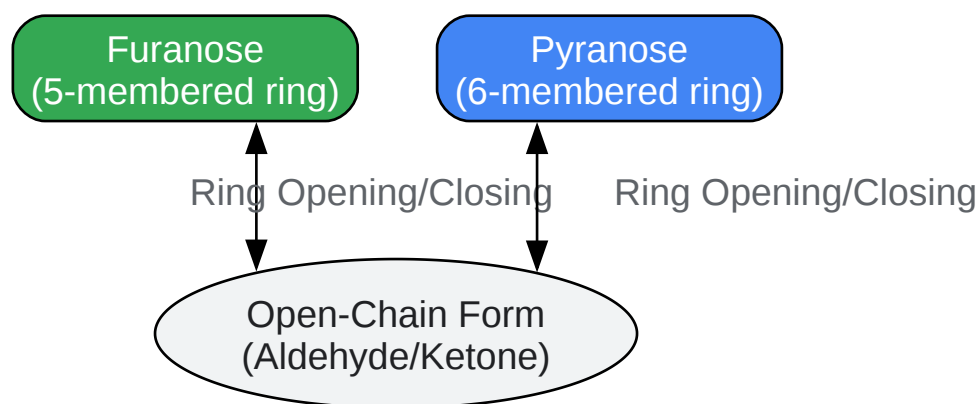 Furanose
(5-membered ring)
Pyranose
(6-membered ring)
Ring Opening/Closing
Ring Opening/Closing
Open-Chain Form
(Aldehyde/Ketone)